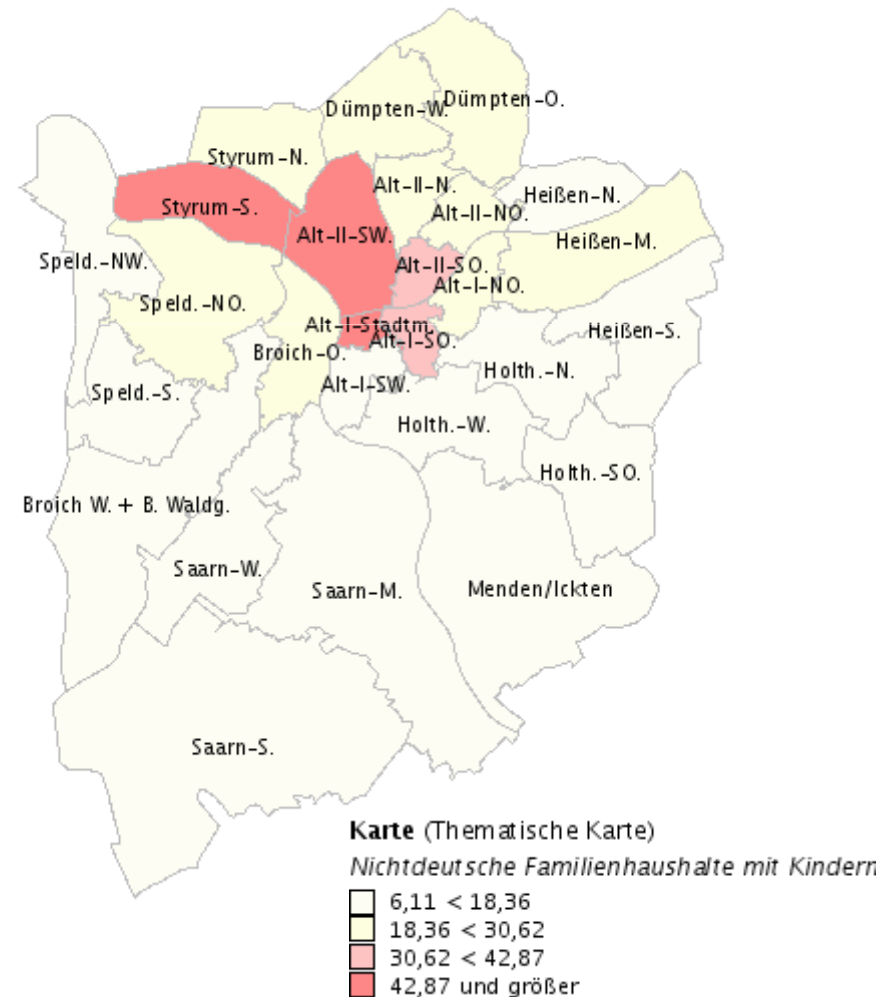 Dümpten-O.
Dümpten-W.
Styrum-N.
Alt-II-N.
Heißen-N.
Styrum-S.
Alt-II-NO.
Alt-II-SW.
Heißen-M.
Speld.-NW.
Alt-II-SO.
Alt-I-NO.
Speld.-NO.
Alt-I-Stadtm.
Heißen-S.
Alt-I-SO.
Broich-O.
Holth.-N.
Alt-I-SW.
Speld.-S.
Holth.-W.
Holth.-SO.
Broich W. + B. Waldg.
Saarn-W.
Saarn-M.
Menden/Ickten
Saarn-S.
Karte (Thematische Karte)
Nichtdeutsche Familienhaushalte mit Kindern
6,11 < 18,36
18,36 < 30,62
30,62 < 42,87
42,87 und größer